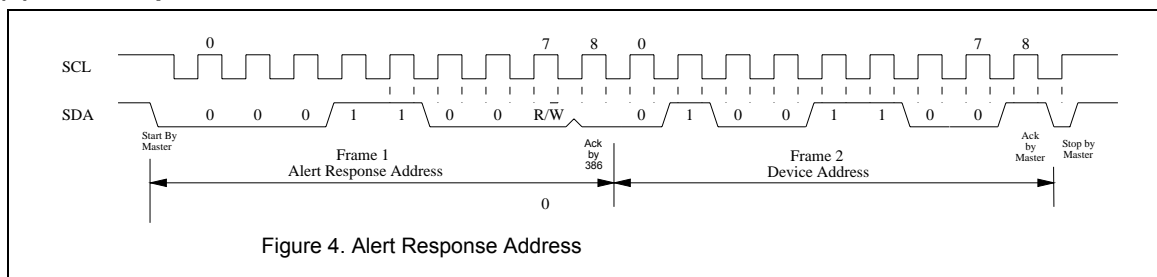 0 7 8 0 7 8
SCL
SDA 0 0 0 1 1 0 0 R/W 0 1 0 0 1 1 0 0
Start By
Master
Ack
by
386
Ack
by
Master
Stop by
Master
Frame 1
Alert Response Address
Frame 2
Device Address
0
Figure 4. Alert Response Address